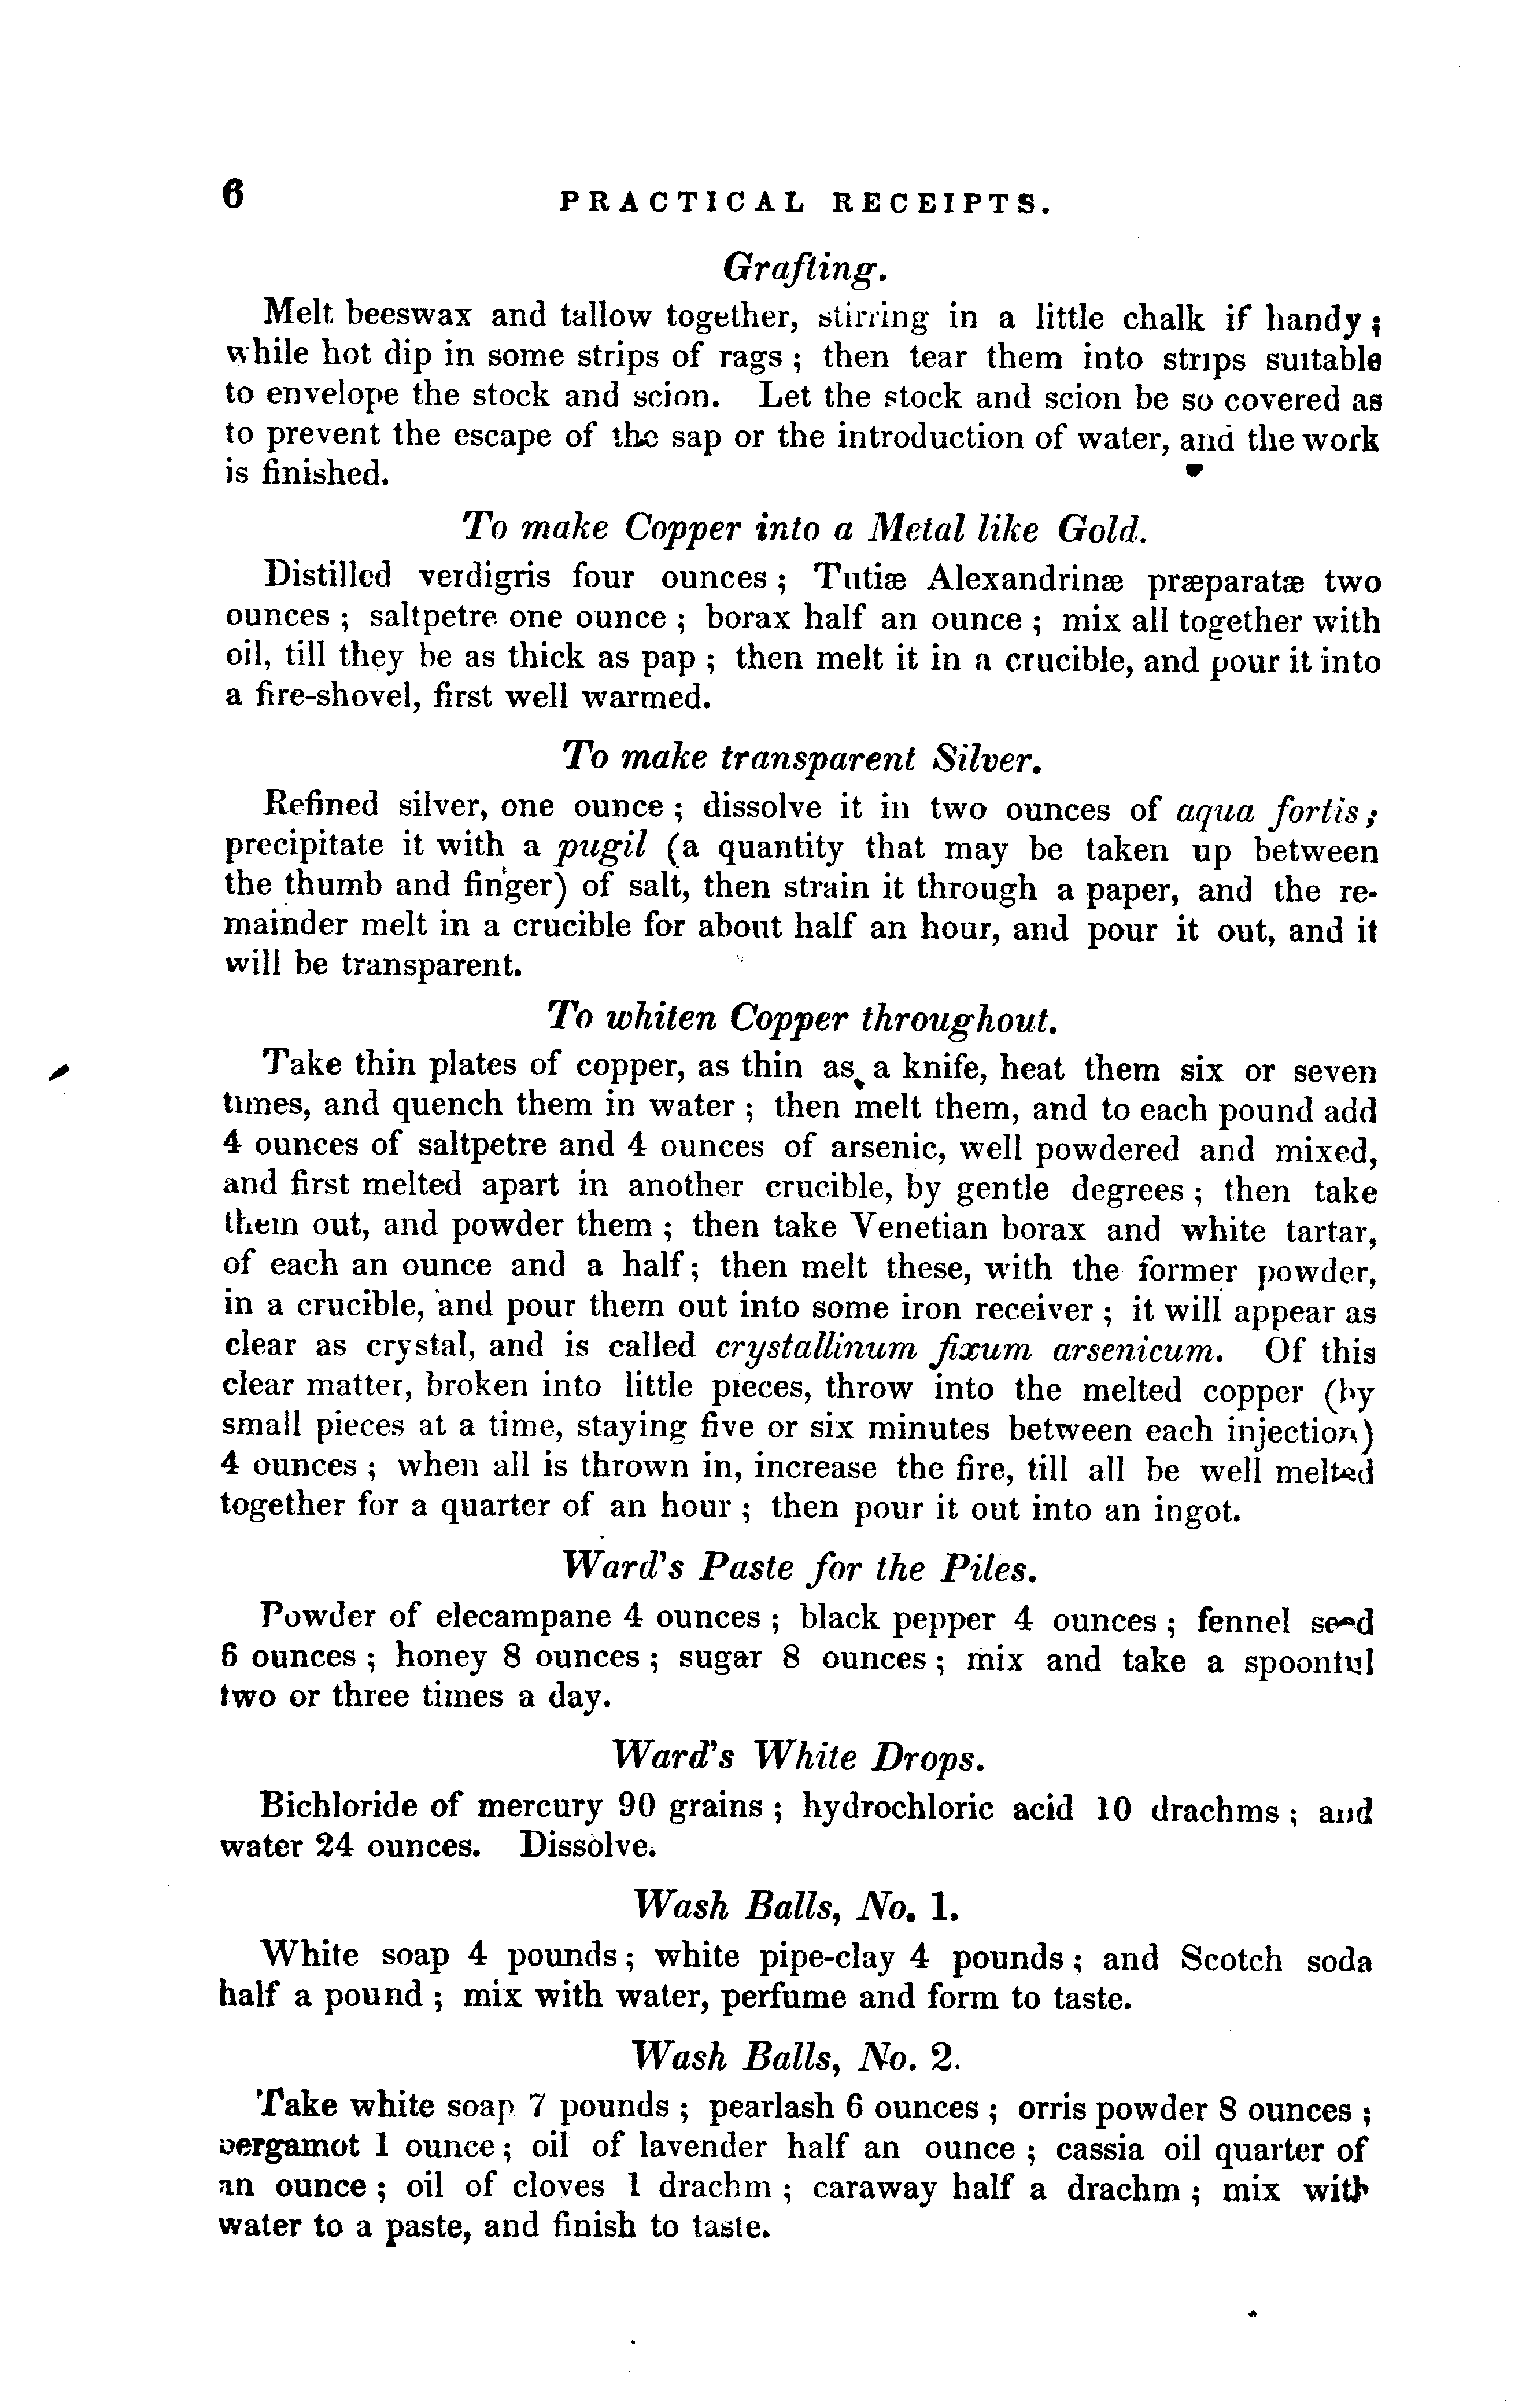 6 PRACTICAL RECEIPTS.
Grafting.
Melt beeswax and tallow together, stirring in a little chalk if handy;
while hot dip in some strips of rags; then tear them into strips suitable
to envelope the stock and scion. Let the stock and scion be so covered as
to prevent the escape of the sap or the introduction of water, and the work
is finished.
To make Copper into a Metal like Gold.
Distilled verdigris four ounces; Tutiæ Alexandrinæ præparatæ two
ounces; saltpetre one ounce; borax half an ounce; mix all together with
oil, till they be as thick as pap; then melt it in a crucible, and pour it into
a fire-shovel, first well warmed.
To make transparent Silver.
Refined silver, one ounce; dissolve it in two ounces of aqua fortis;
precipitate it with a pugil (a quantity that may be taken up between
the thumb and finger) of salt, then strain it through a paper, and the re-
mainder melt in a crucible for about half an hour, and pour it out, and it
will be transparent.
To whiten Copper throughout.
Take thin plates of copper, as thin as a knife, heat them six or seven
times, and quench them in water; then melt them, and to each pound add
4 ounces of saltpetre and 4 ounces of arsenic, well powdered and mixed,
and first melted apart in another crucible, by gentle degrees; then take
them out, and powder them; then take Venetian borax and white tartar,
of each an ounce and a half; then melt these, with the former powder,
in a crucible, and pour them out into some iron receiver; it will appear as
clear as crystal, and is called crystallinum fixum arsenicum. Of this
clear matter, broken into little pieces, throw into the melted copper (by
small pieces at a time, staying five or six minutes between each injection)
4 ounces; when all is thrown in, increase the fire, till all be well melted
together for a quarter of an hour; then pour it out into an ingot.
Ward's Paste for the Piles.
Powder of elecampane 4 ounces; black pepper 4 ounces; fennel seed
6 ounces; honey 8 ounces; sugar 8 ounces; mix and take a spoonful
two or three times a day.
Ward's White Drops.
Bichloride of mercury 90 grains; hydrochloric acid 10 drachms; and
water 24 ounces. Dissolve.
Wash Balls, No. 1.
White soap 4 pounds; white pipe-clay 4 pounds; and Scotch soda
half a pound; mix with water, perfume and form to taste.
Wash Balls, No. 2.
Take white soap 7 pounds; pearlash 6 ounces; orris powder 8 ounces;
bergamot 1 ounce; oil of lavender half an ounce; cassia oil quarter of
an ounce; oil of cloves 1 drachm; caraway half a drachm; mix with
water to a paste, and finish to taste.